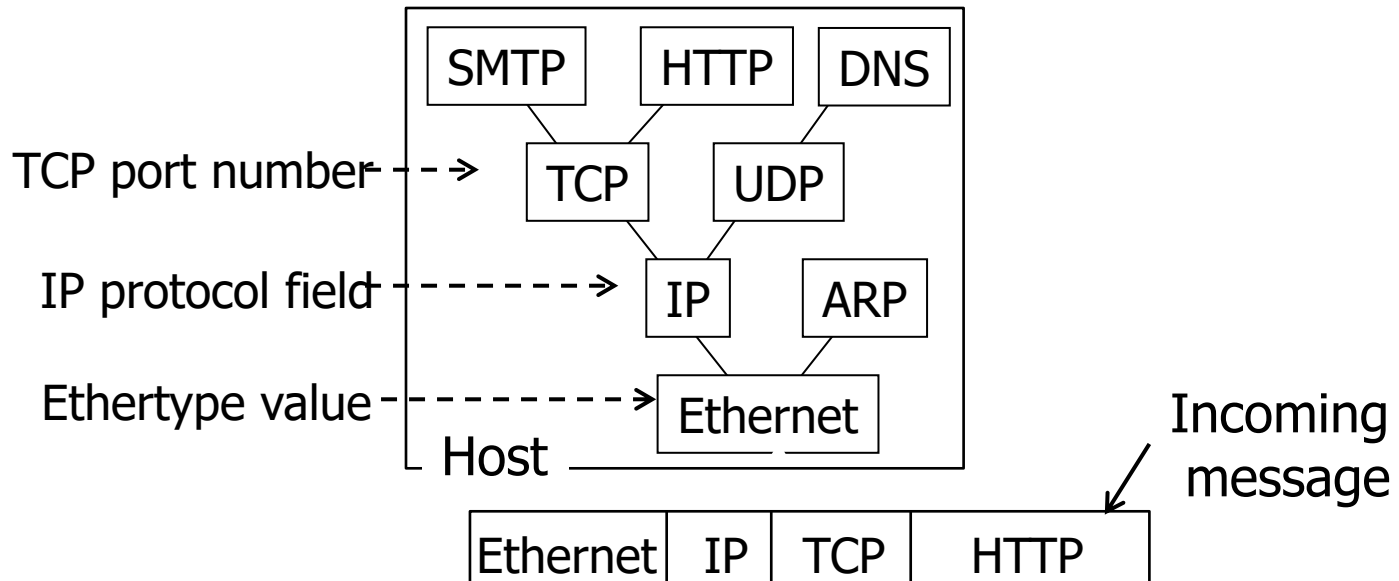 SMTP HTTP DNS
TCP port number TCP UDP
IP protocol field IP ARP
Ethertype value Ethernet
Host
Incoming
message
Ethernet IP TCP HTTP